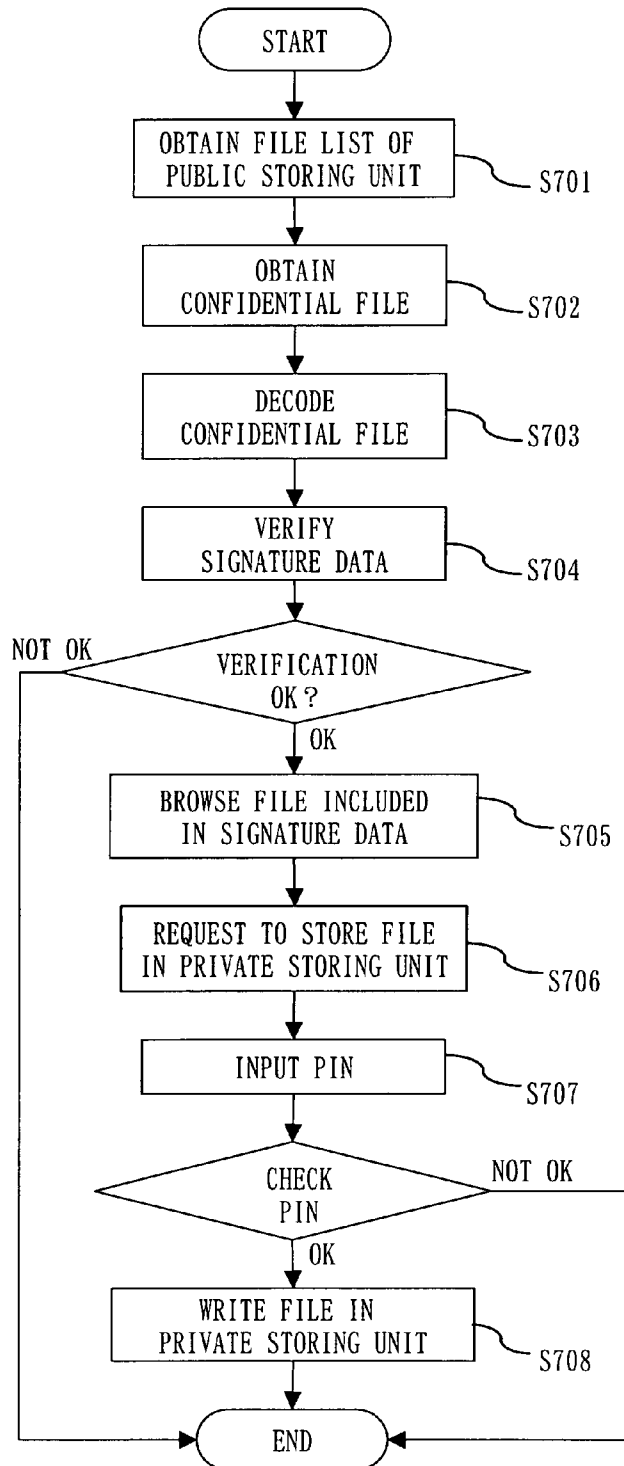 START
OBTAIN FILE LIST OF
PUBLIC STORING UNIT
S701
OBTAIN
CONFIDENTIAL FILE
S702
DECODE
CONFIDENTIAL FILE
S703
VERIFY
SIGNATURE DATA
S704
NOT OK
VERIFICATION
OK?
OK
BROWSE FILE INCLUDED
IN SIGNATURE DATA
S705
REQUEST TO STORE FILE
IN PRIVATE STORING UNIT
S706
INPUT PIN
S707
CHECK
PIN
NOT OK
OK
WRITE FILE IN
PRIVATE STORING UNIT
S708
END